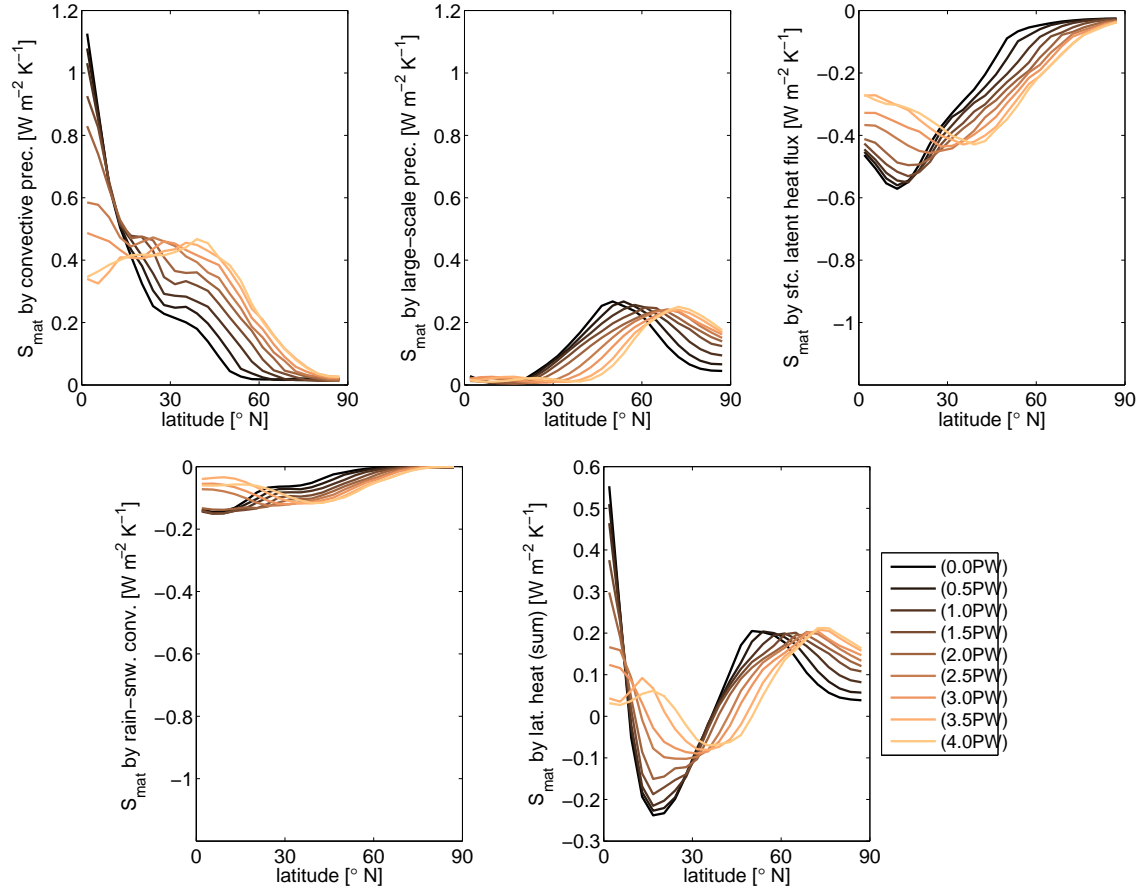 1.2
1
0.8
0.6
0.4
0.2
0
0
30
60
90
latitude [° N]
S_mat by convective prec. [W m⁻² K⁻¹]
1.2
1
0.8
0.6
0.4
0.2
0
0
30
60
90
latitude [° N]
S_mat by large−scale prec. [W m⁻² K⁻¹]
0
−0.2
−0.4
−0.6
−0.8
−1
0
30
60
90
latitude [° N]
S_mat by sfc. latent heat flux [W m⁻² K⁻¹]
0
−0.2
−0.4
−0.6
−0.8
−1
0
30
60
90
latitude [° N]
S_mat by rain−snw. conv. [W m⁻² K⁻¹]
0.6
0.5
0.4
0.3
0.2
0.1
0
−0.1
−0.2
−0.3
0
30
60
90
latitude [° N]
S_mat by lat. heat (sum) [W m⁻² K⁻¹]
(0.0PW)
(0.5PW)
(1.0PW)
(1.5PW)
(2.0PW)
(2.5PW)
(3.0PW)
(3.5PW)
(4.0PW)